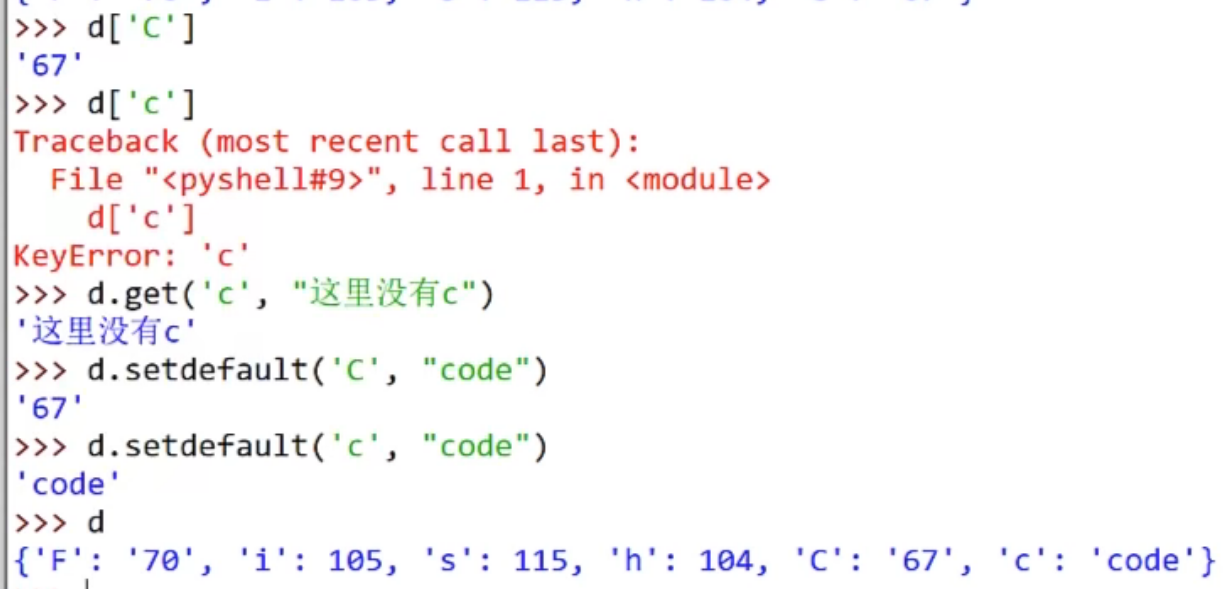 >>> d['C']
'67'
>>> d['c']
Traceback (most recent call last):
  File "<pyshell#9>", line 1, in <module>
    d['c']
KeyError: 'c'
>>> d.get('c', "这里没有c")
'这里没有c'
>>> d.setdefault('C', "code")
'67'
>>> d.setdefault('c', "code")
'code'
>>> d
{'F': '70', 'i': 105, 's': 115, 'h': 104, 'C': '67', 'c': 'code'}